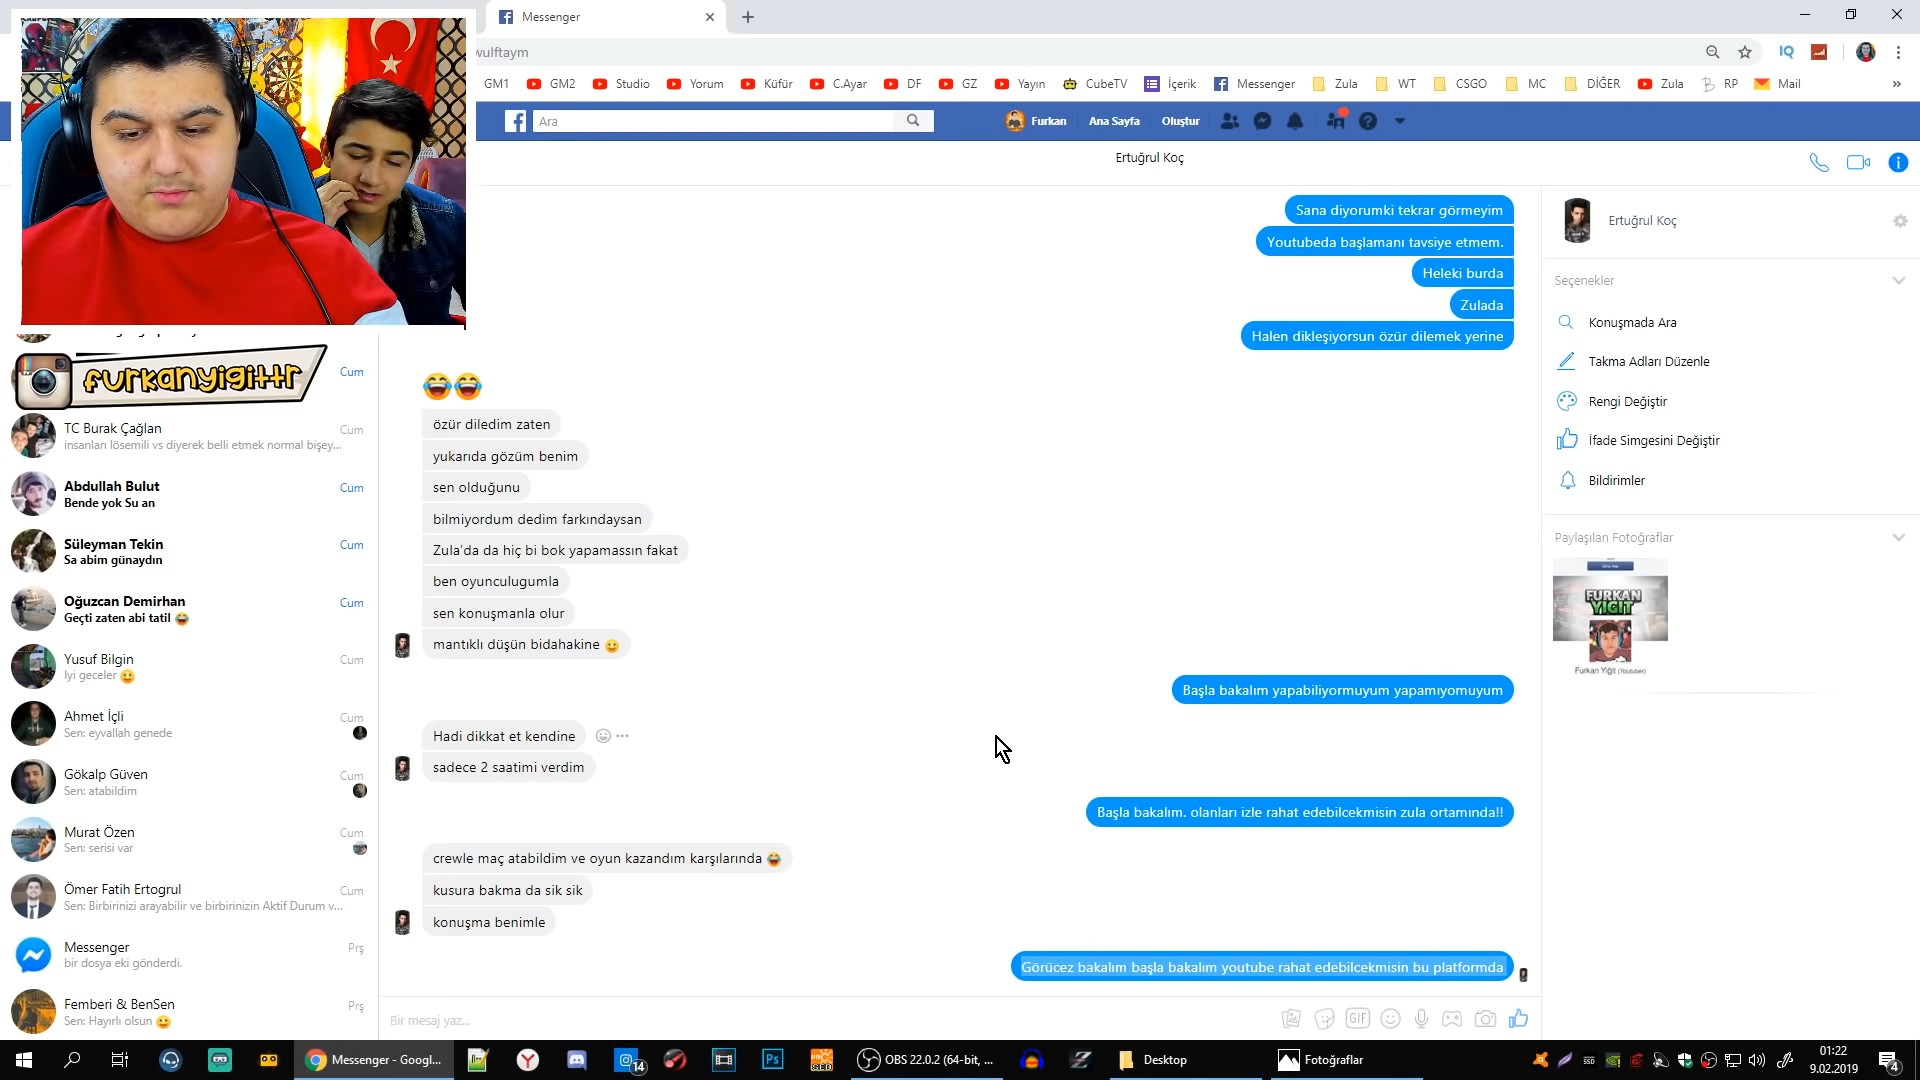 Messenger
wulftaym
GM1
GM2
Studio
Yorum
Küfür
C.Ayar
DF
GZ
Yayın
CubeTV
İçerik
Messenger
Zula
WT
CSGO
MC
DİĞER
Zula
RP
Mail
Ara
Furkan
Ana Sayfa
Oluştur
Ertuğrul Koç
Sana diyorumki tekrar görmeyim
Youtubeda başlamanı tavsiye etmem.
Heleki burda
Zulada
Halen dikleşiyorsun özür dilemek yerine
özür diledim zaten
yukarıda gözüm benim
sen olduğunu
bilmiyordum dedim farkındaysan
Zula'da da hiç bi bok yapamassın fakat
ben oyunculugumla
sen konuşmanla olur
mantıklı düşün bidahakine
Başla bakalım yapabiliyormuyum yapamıyomuyum
Hadi dikkat et kendine
sadece 2 saatimi verdim
Başla bakalım. olanları izle rahat edebilcekmisin zula ortamında!!
crewle maç atabildim ve oyun kazandım karşılarında
kusura bakma da sik sik
konuşma benimle
Görücez bakalım başla bakalım youtube rahat edebilcekmisin bu platformda
Bir mesaj yaz...
GIF
furkanyigittr
Cum
TC Burak Çağlan
Cum
insanları lösemili vs diyerek belli etmek normal bişey...
Abdullah Bulut
Cum
Bende yok Su an
Süleyman Tekin
Cum
Sa abim günaydın
Oğuzcan Demirhan
Cum
Geçti zaten abi tatil
Yusuf Bilgin
Cum
İyi geceler
Ahmet İçli
Cum
Sen: eyvallah genede
Gökalp Güven
Cum
Sen: atabildim
Murat Özen
Cum
Sen: serisi var
Ömer Fatih Ertogrul
Cum
Sen: Birbirinizi arayabilir ve birbirinizin Aktif Durum v...
Messenger
Prş
bir dosya eki gönderdi.
Femberi & BenSen
Prş
Sen: Hayırlı olsun
Ertuğrul Koç
Seçenekler
Konuşmada Ara
Takma Adları Düzenle
Rengi Değiştir
İfade Simgesini Değiştir
Bildirimler
Paylaşılan Fotoğraflar
FURKAN
YIGIT
Furkan Yiğit (Youtuber)
Messenger - Googl...
14
OBS 22.0.2 (64-bit, ...
Desktop
Fotoğraflar
01:22
9.02.2019
4